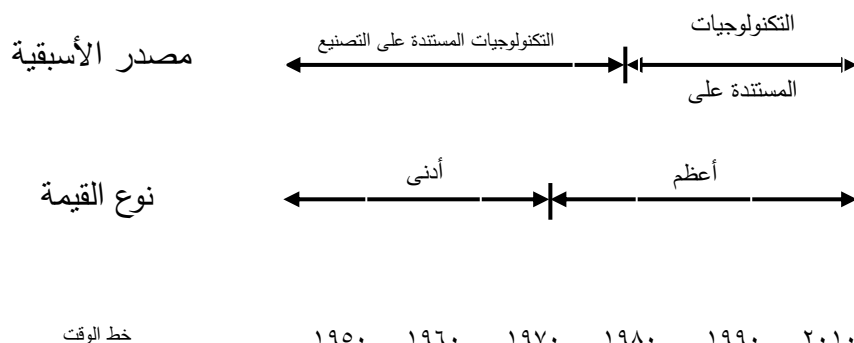 مصدر الأسبقية
التكنولوجيات المستندة على التصنيع
التكنولوجيات
المستندة على
نوع القيمة
أدنى
أعظم
خط الوقت
١٩٥٠ ١٩٦٠ ١٩٧٠ ١٩٨٠ ١٩٩٠ ٢٠١٠